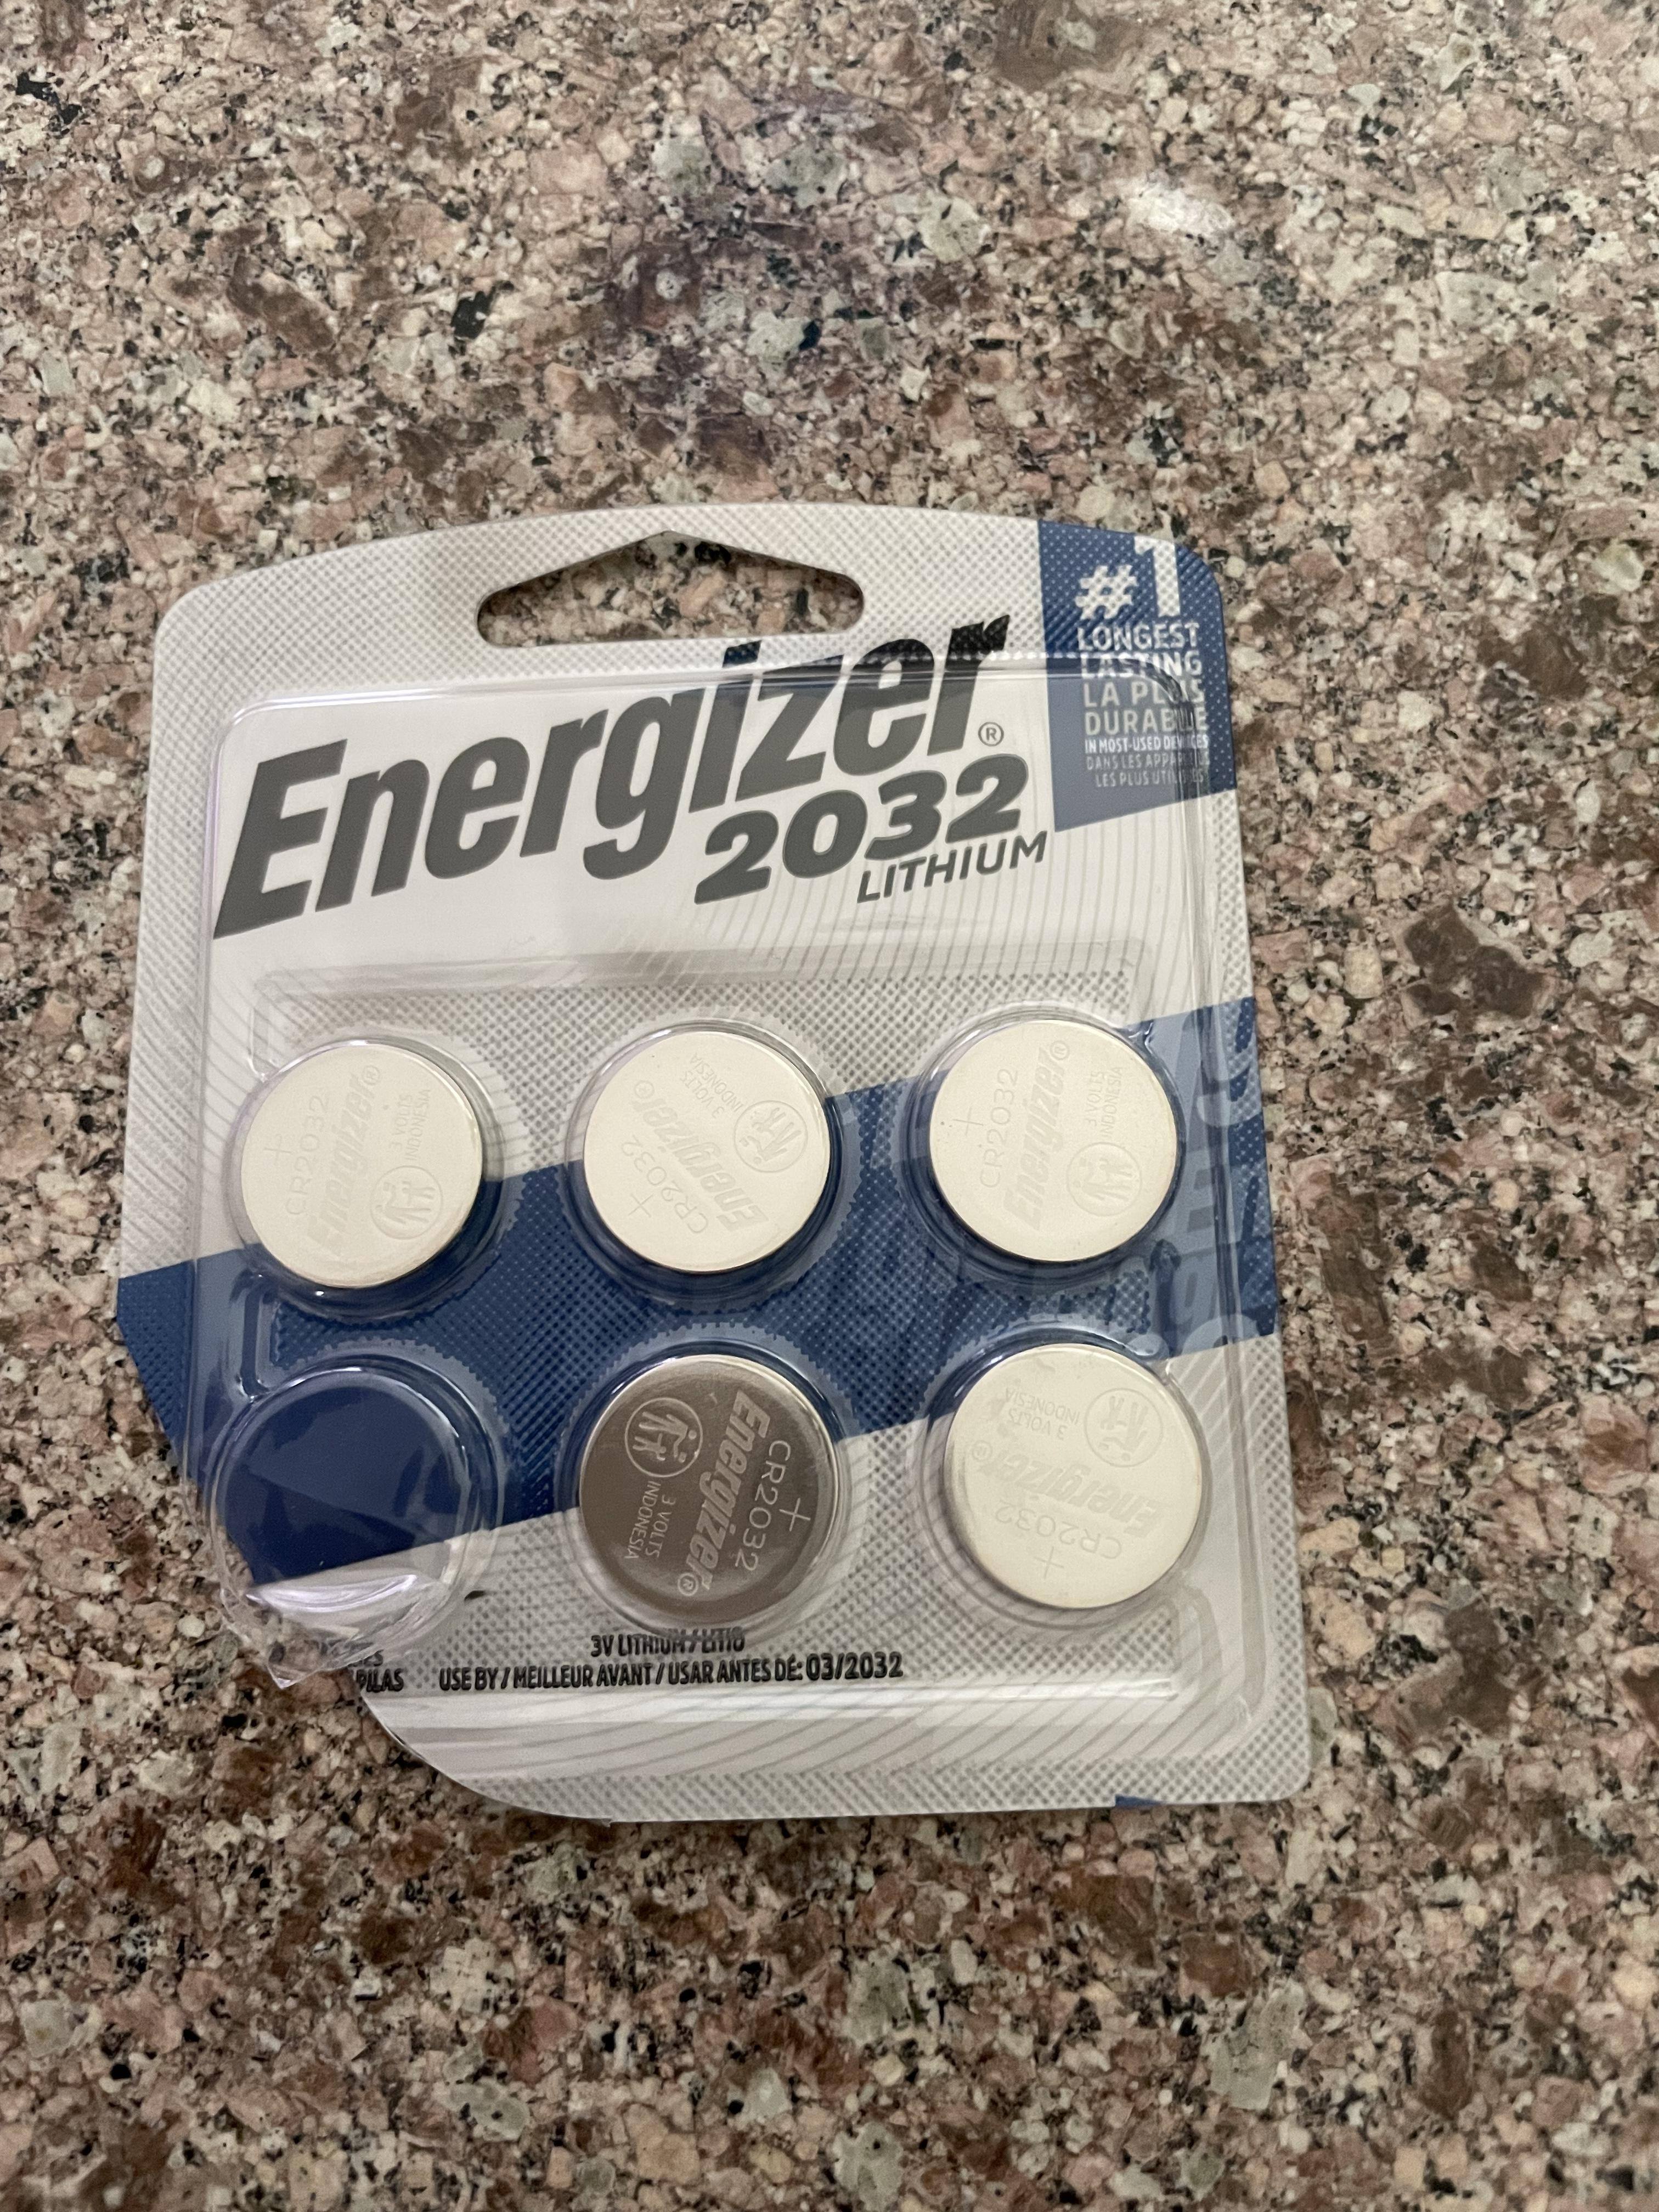 #1
LONGEST
LASTING
LA PLUS
DURABLE
IN MOST-USED DEVICES
DANS LES APPAREILS
LES PLUS UTILISÉS
Energizer®
2032
LITHIUM
+
CR2032
Energizer®
3 VOLTS
INDONESIA
+
CR2032
Energizer®
3 VOLTS
INDONESIA
+
CR2032
Energizer®
3 VOLTS
INDONESIA
+
CR2032
Energizer®
3 VOLTS
INDONESIA
+
CR2032
Energizer®
3 VOLTS
INDONESIA
3V LITHIUM / LITIO
PILAS USE BY / MEILLEUR AVANT / USAR ANTES DE: 03/2032